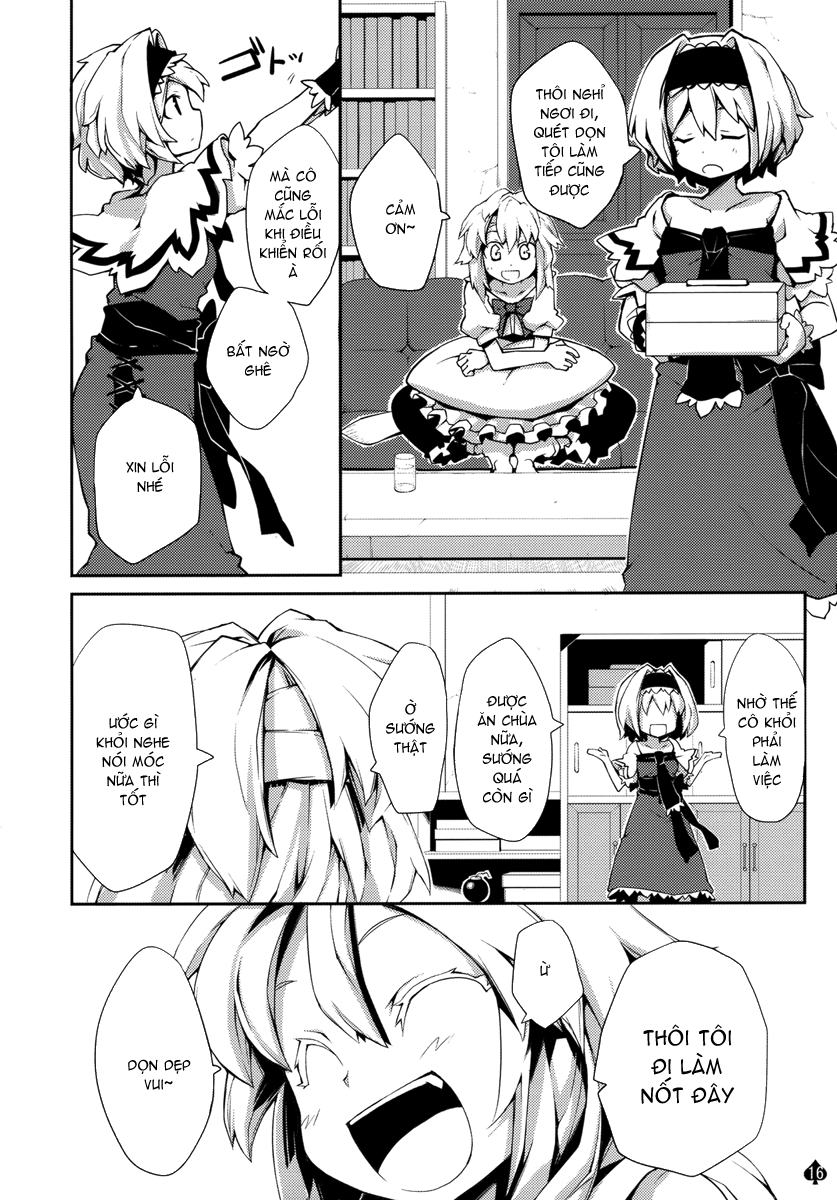 THÔI NGHỈ
NGƠI ĐI,
QUÉT DỌN
TÔI LÀM
TIẾP CŨNG
ĐƯỢC
CẢM
ƠN~
ゴトッ
MÀ CÔ
CŨNG
MẮC LỖI
KHI ĐIỀU
KHIỂN RỐI
À
BẤT NGỜ
GHÊ
XIN LỖI
NHÉ
NHỜ THẾ
CÔ KHỎI
PHẢI
LÀM
VIỆC
ĐƯỢC
ĂN CHÙA
NỮA,
SƯỚNG
QUÁ
CÒN GÌ
Ờ
SƯỚNG
THẬT
ƯỚC GÌ
KHỎI NGHE
NÓI MÓC
NỮA THÌ
TỐT
THÔI TÔI
ĐI LÀM
NỐT ĐÂY
Ừ
DỌN DẸP
VUI~
16